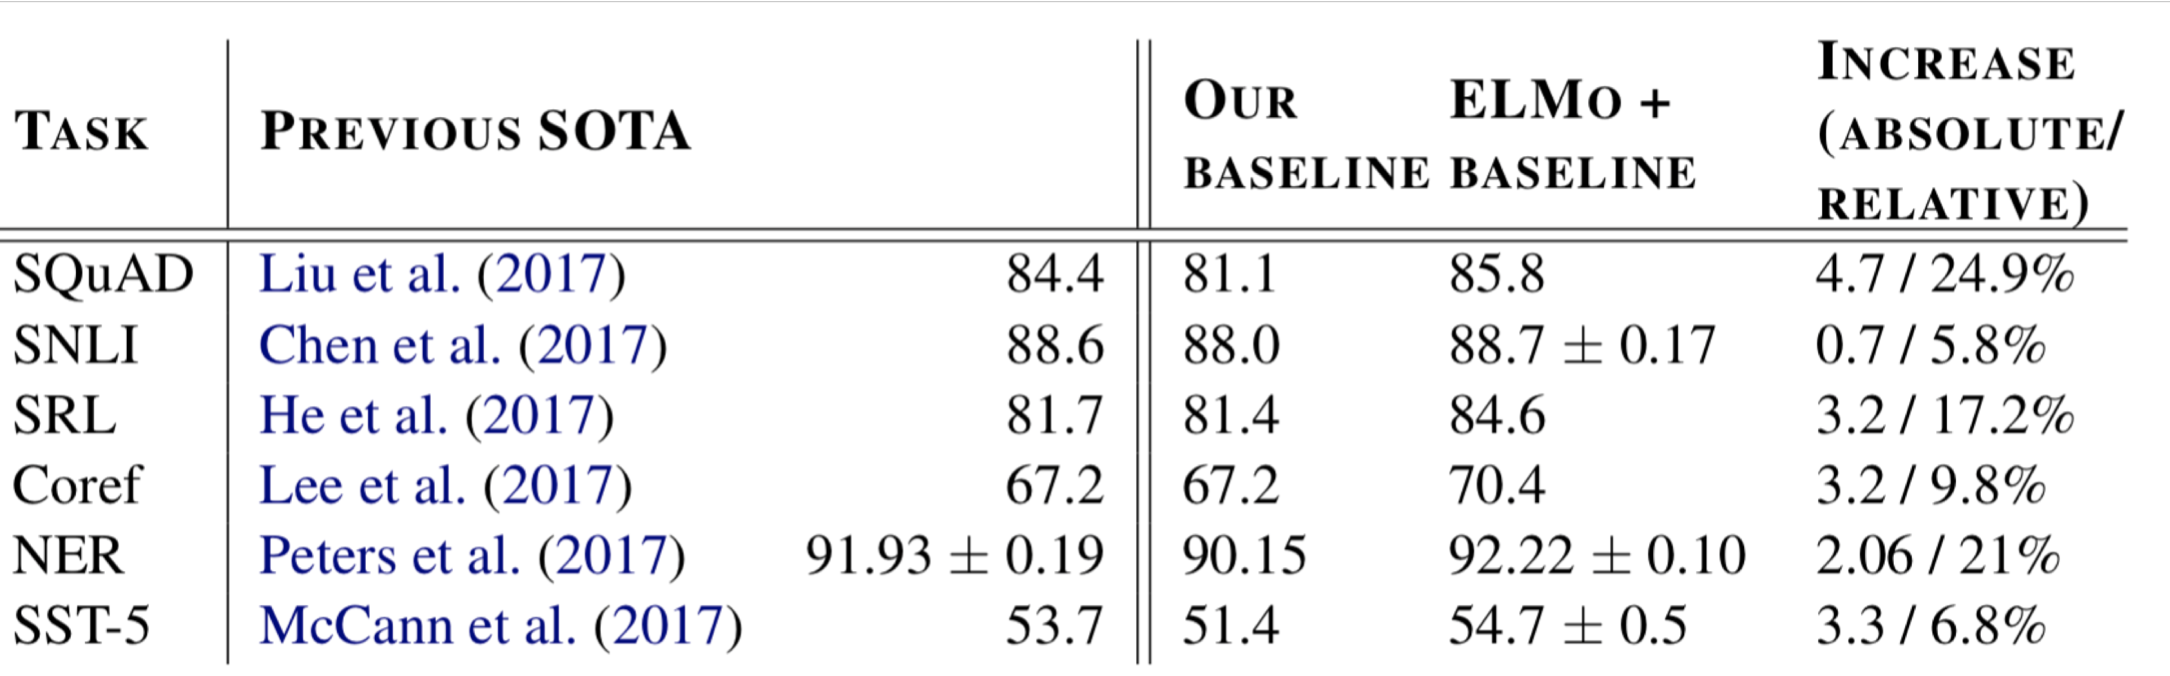 TASK PREVIOUS SOTA OUR BASELINE ELMO + BASELINE INCREASE (ABSOLUTE/ RELATIVE)
SQuAD Liu et al. (2017) 84.4 81.1 85.8 4.7 / 24.9%
SNLI Chen et al. (2017) 88.6 88.0 88.7 ± 0.17 0.7 / 5.8%
SRL He et al. (2017) 81.7 81.4 84.6 3.2 / 17.2%
Coref Lee et al. (2017) 67.2 67.2 70.4 3.2 / 9.8%
NER Peters et al. (2017) 91.93 ± 0.19 90.15 92.22 ± 0.10 2.06 / 21%
SST-5 McCann et al. (2017) 53.7 51.4 54.7 ± 0.5 3.3 / 6.8%